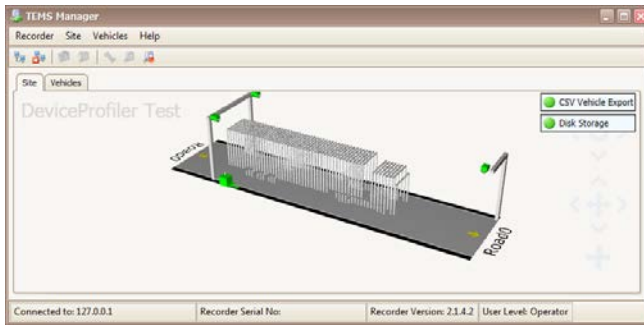 TEMS Manager
Recorder Site Vehicles Help
Site Vehicles
DeviceProfiler Test
CSV Vehicle Export
Disk Storage
Road0
Road0
Connected to: 127.0.0.1 Recorder Serial No: Recorder Version: 2.1.4.2 User Level: Operator